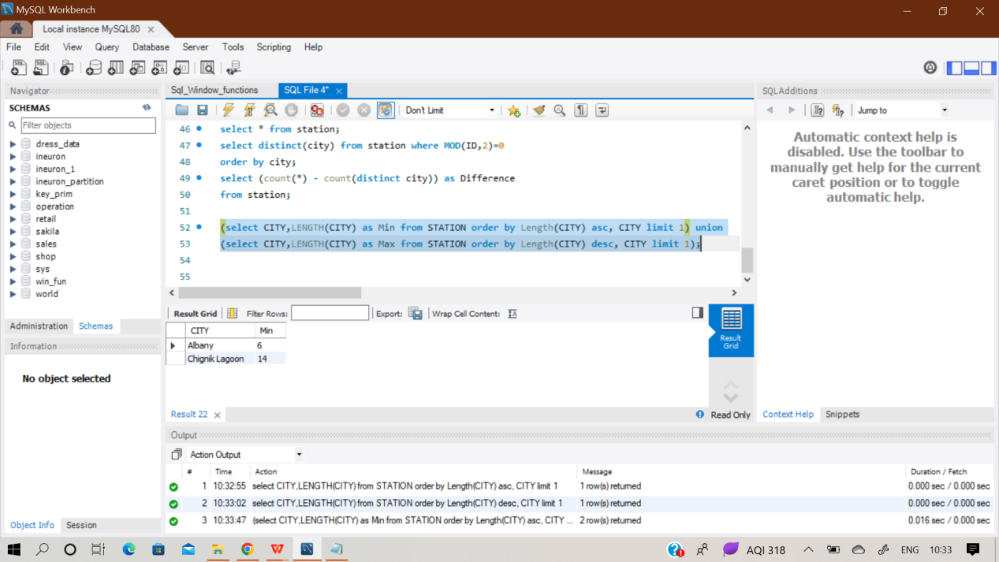 MySQL Workbench
Local instance MySQL80
File Edit View Query Database Server Tools Scripting Help
Navigator
SCHEMAS
Filter objects
dress_data
ineuron
ineuron_1
ineuron_partition
key_prim
operation
retail
sakila
sales
shop
sys
win_fun
world
Administration Schemas
Information
No object selected
Object Info Session
Sql_Window_functions SQL File 4*
Don't Limit
46 select * from station;
47 select distinct(city) from station where MOD(ID,2)=0
48 order by city;
49 select (count(*) - count(distinct city)) as Difference
50 from station;
51
52 (select CITY,LENGTH(CITY) as Min from STATION order by Length(CITY) asc, CITY limit 1) union
53 (select CITY,LENGTH(CITY) as Max from STATION order by Length(CITY) desc, CITY limit 1);
54
55
Result Grid Filter Rows: Export: Wrap Cell Content:
CITY Min
Albany 6
Chignik Lagoon 14
Result Grid
Result 22
Read Only
SQLAdditions
Jump to
Automatic context help is
disabled. Use the toolbar to
manually get help for the current
caret position or to toggle
automatic help.
Context Help Snippets
Output
Action Output
# Time Action Message Duration / Fetch
1 10:32:55 select CITY,LENGTH(CITY) from STATION order by Length(CITY) asc, CITY limit 1 1 row(s) returned 0.000 sec / 0.000 sec
2 10:33:02 select CITY,LENGTH(CITY) from STATION order by Length(CITY) desc, CITY limit 1 1 row(s) returned 0.000 sec / 0.000 sec
3 10:33:47 (select CITY,LENGTH(CITY) as Min from STATION order by Length(CITY) asc, CITY ... 2 row(s) returned 0.016 sec / 0.000 sec
AQI 318 ENG 10:33